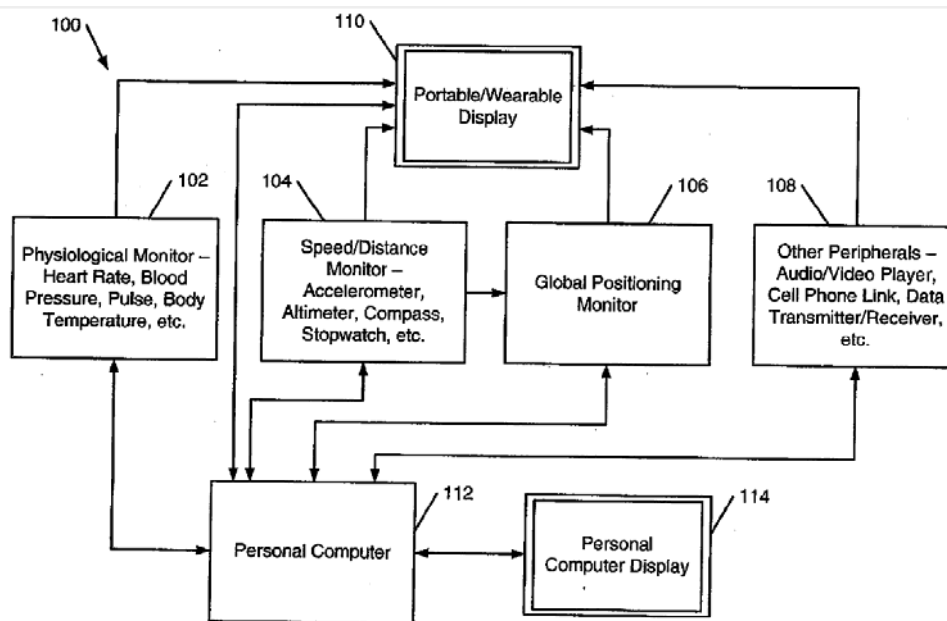 100
110
Portable/Wearable
Display
102
104
106
108
Physiological Monitor –
Heart Rate, Blood
Pressure, Pulse, Body
Temperature, etc.
Speed/Distance
Monitor –
Accelerometer,
Altimeter, Compass,
Stopwatch, etc.
Global Positioning
Monitor
Other Peripherals –
Audio/Video Player,
Cell Phone Link, Data
Transmitter/Receiver,
etc.
112
Personal Computer
114
Personal
Computer Display